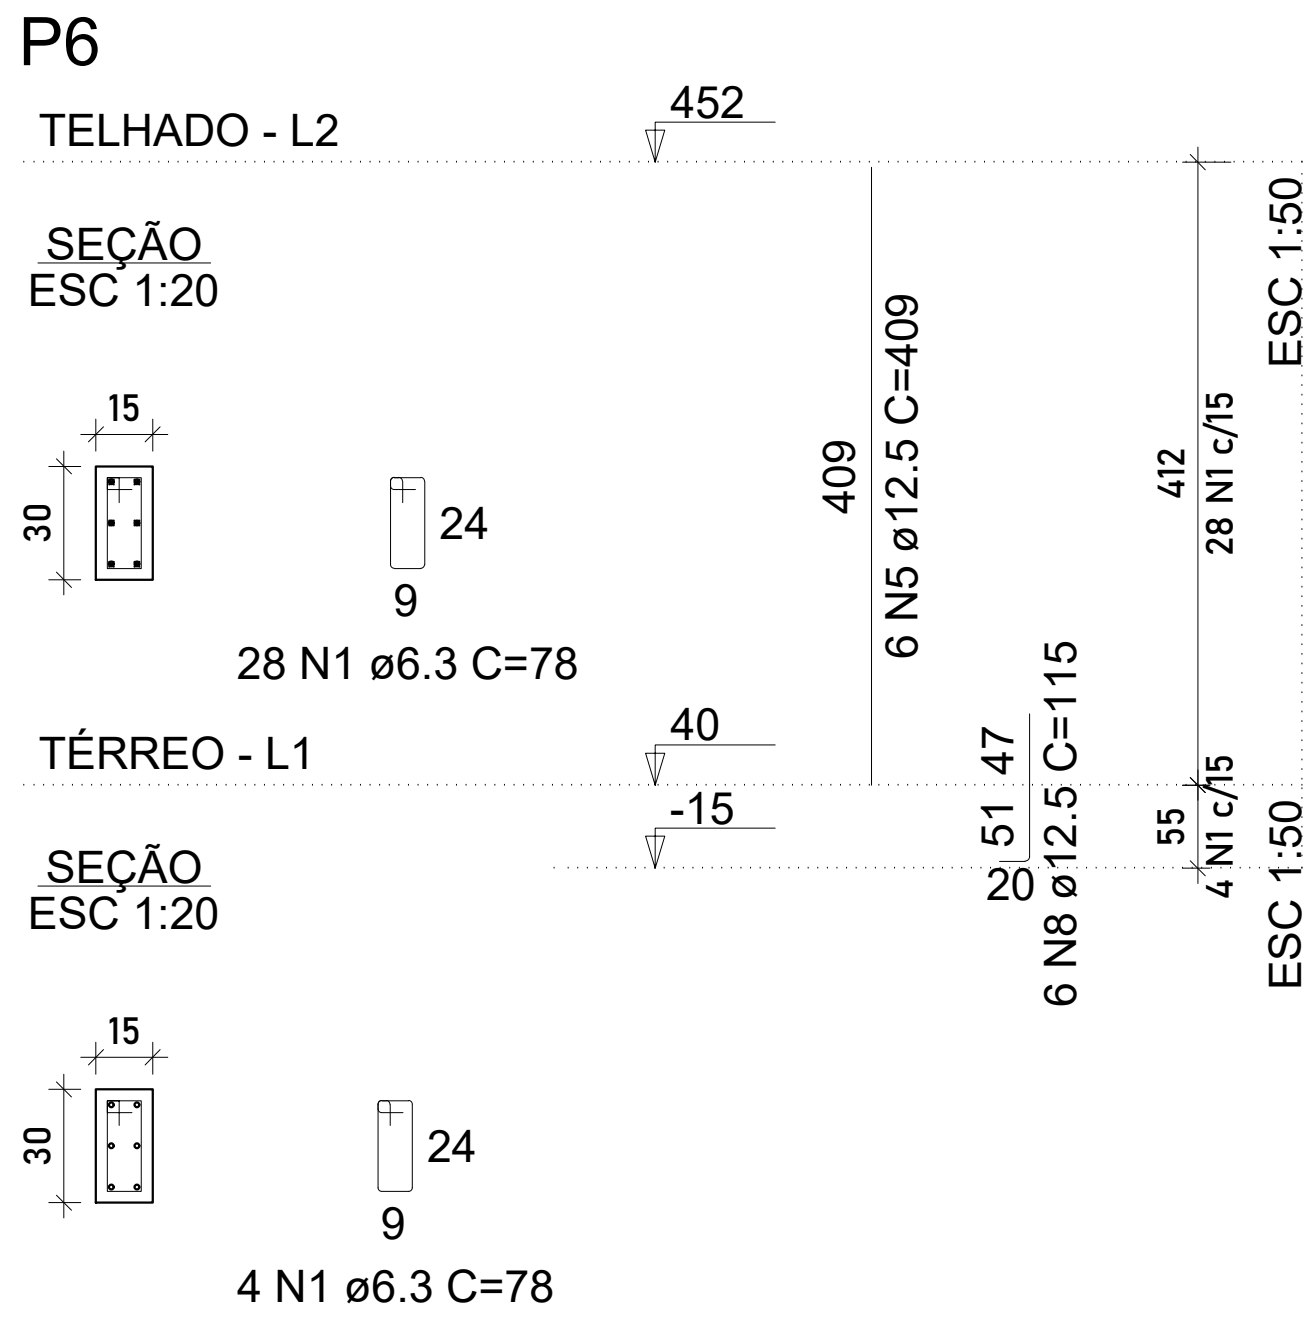 P6
TELHADO - L2
452
SEÇÃO
ESC 1:20
ESC 1:50
15
30
24
9
28 N1 ø6.3 C=78
409
6 N5 ø12.5 C=409
412
28 N1 c/15
TÉRREO - L1
40
-15
SEÇÃO
ESC 1:20
51 47
20
6 N8 ø12.5 C=115
55
4 N1 c/15
ESC 1:50
15
30
24
9
4 N1 ø6.3 C=78